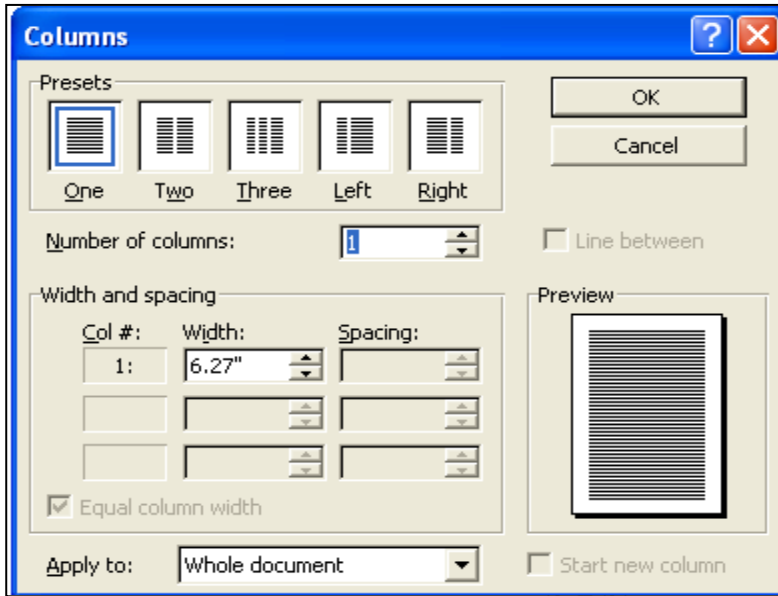 Columns
Presets
OK
Cancel
One Two Three Left Right
Number of columns: 1
Line between
Width and spacing
Preview
Col #: Width: Spacing:
1: 6.27"
Equal column width
Apply to: Whole document
Start new column